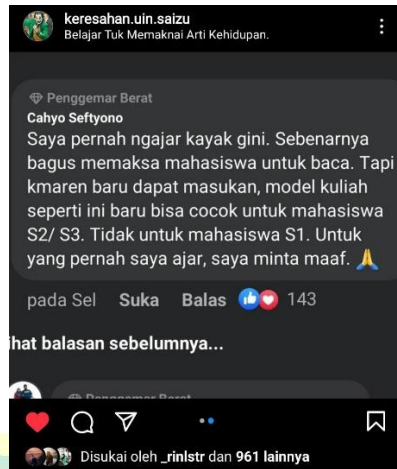 keresahan.uin.saizu
Belajar Tuk Memaknai Arti Kehidupan.
Penggemar Berat
Cahyo Seftyono
Saya pernah ngajar kayak gini. Sebenarnya
bagus memaksa mahasiswa untuk baca. Tapi
kmaren baru dapat masukan, model kuliah
seperti ini baru bisa cocok untuk mahasiswa
S2/ S3. Tidak untuk mahasiswa S1. Untuk
yang pernah saya ajar, saya minta maaf. 🙏
pada Sel Suka Balas 143
ihat balasan sebelumnya...
Penggemar Berat
Disukai oleh _rinlstr dan 961 lainnya